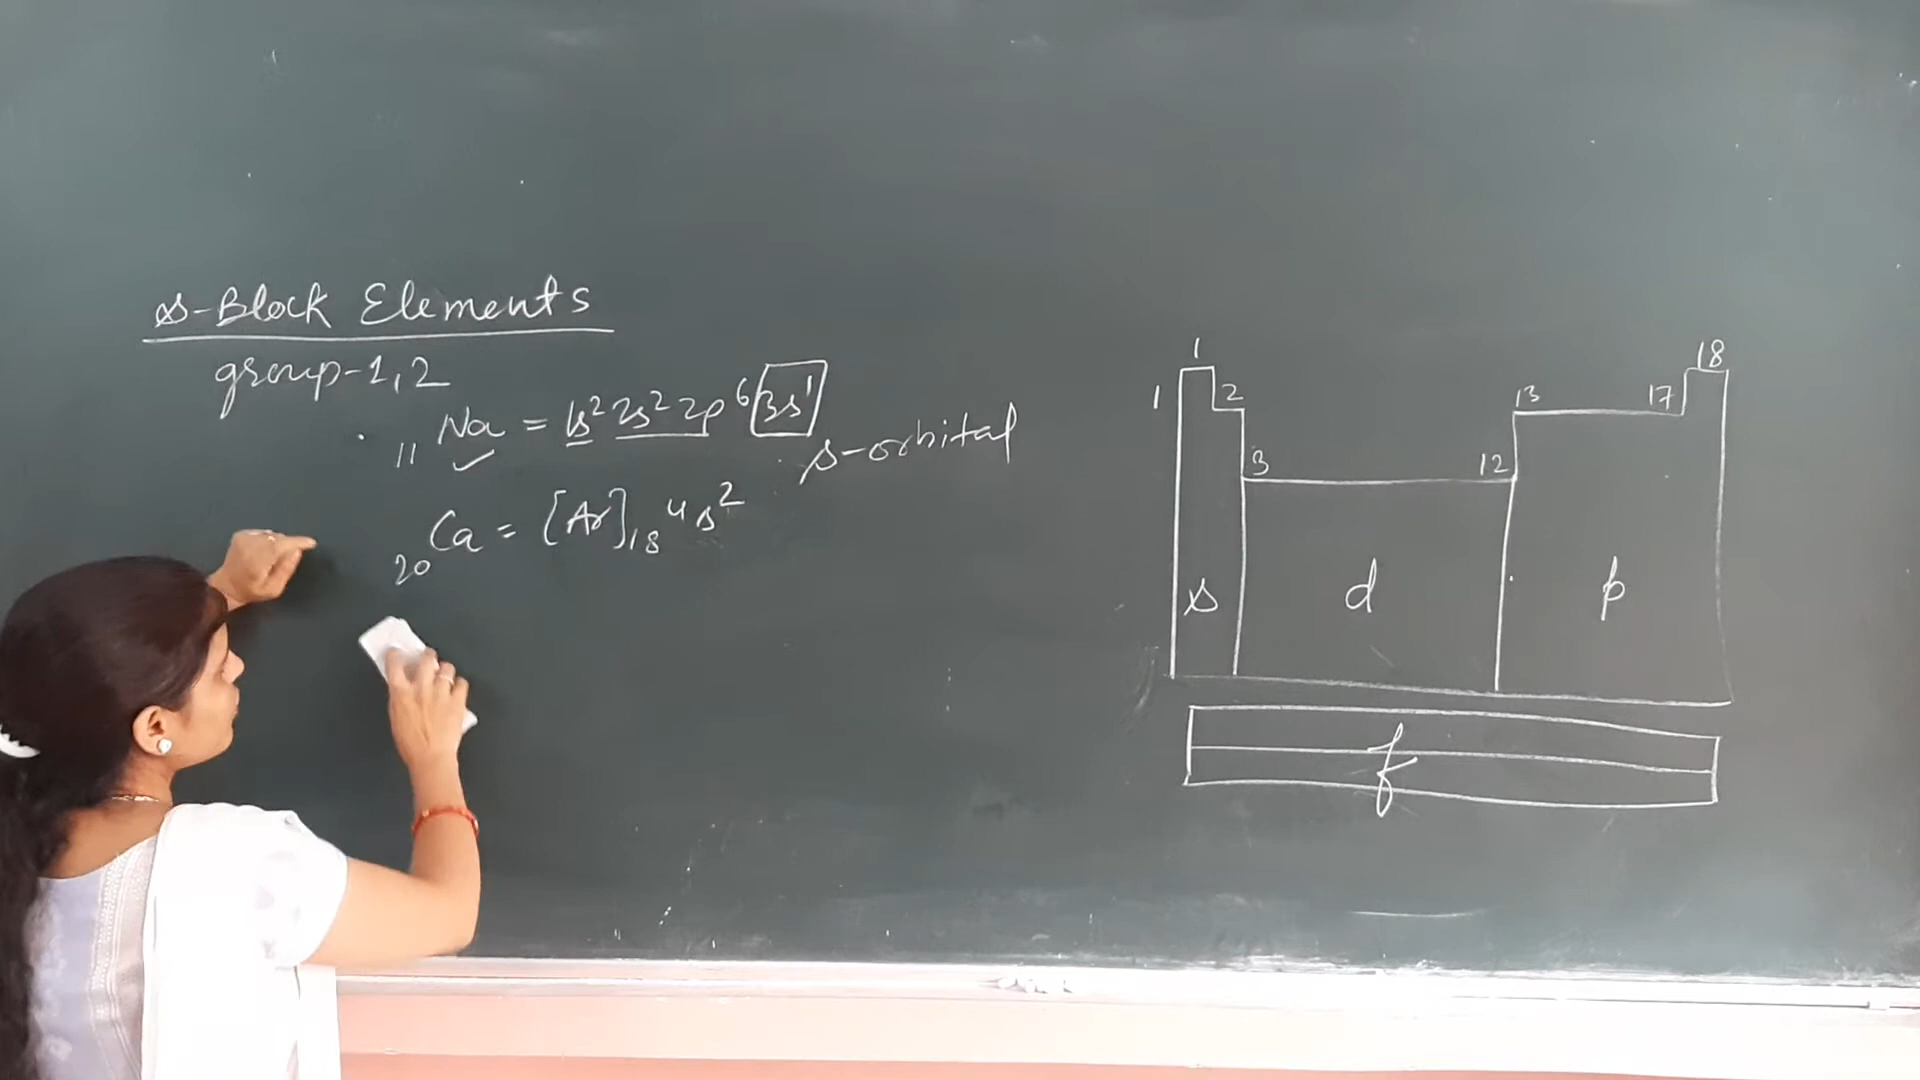 s-Block Elements
group-1,2
₁₁Na = 1s² 2s² 2p⁶ 3s¹
s-orbital
₂₀Ca = [Ar]₁₈ 4s²
1 18
1 2 13 17
3 12
s d p
f